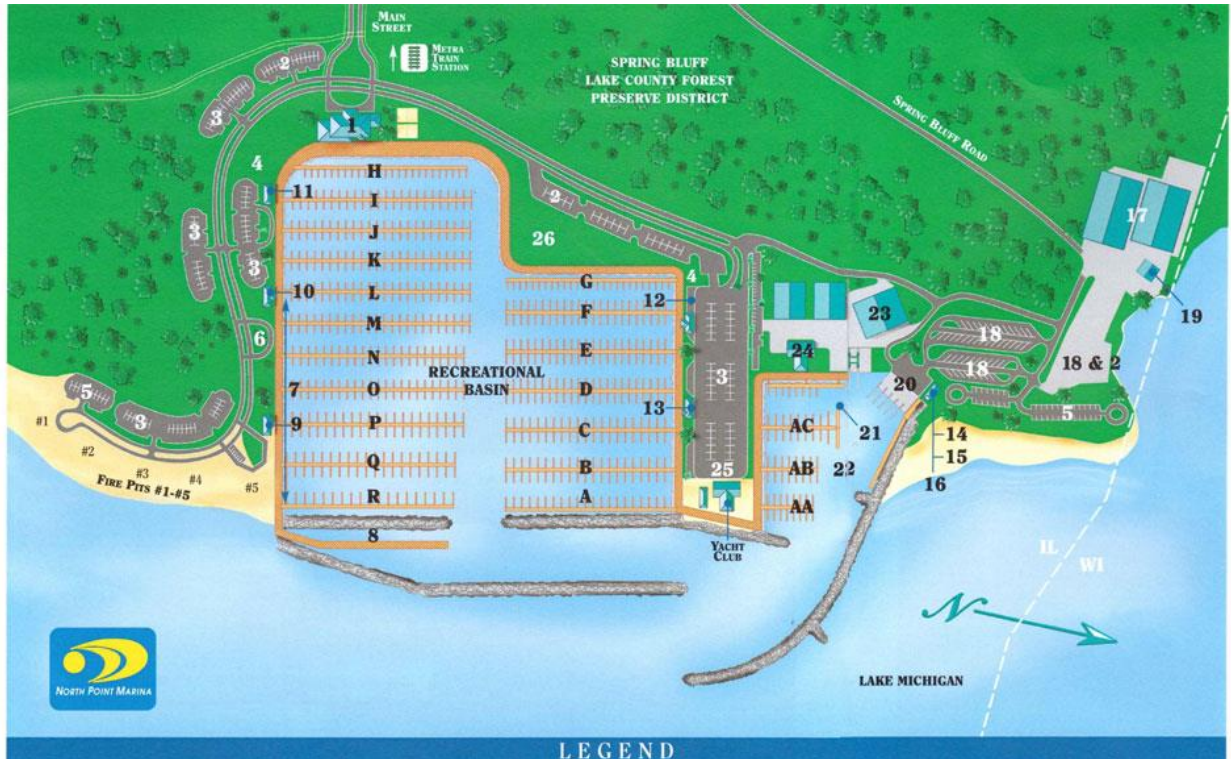 MAIN
STREET
METRA
TRAIN
STATION
2
3
SPRING BLUFF
LAKE COUNTY FOREST
PRESERVE DISTRICT
SPRING BLUFF ROAD
1
4
H
11
I
2
17
J
3
26
K
3
4
G
19
10
L
12
F
23
M
18
6
E
24
N
RECREATIONAL
BASIN
18
18 & 2
3
20
5
7
O
D
5
13
#1
3
9
P
C
AC
21
14
#2
#3
#4
#5
FIRE PITS #1-#5
Q
B
25
AB
22
15
16
R
A
AA
8
YACHT
CLUB
IL
WI
N
NORTH POINT MARINA
LAKE MICHIGAN
LEGEND